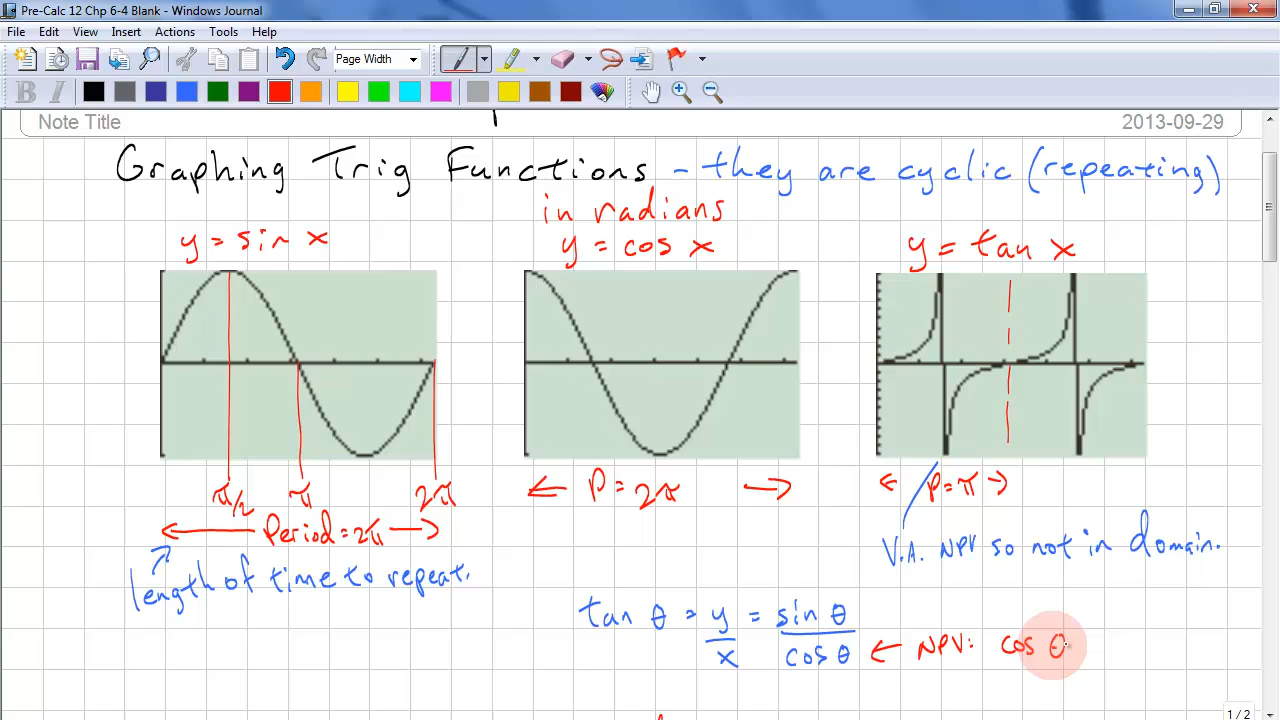 Pre-Calc 12 Chp 6-4 Blank - Windows Journal
File Edit View Insert Actions Tools Help
Page Width
B I
Note Title 2013-09-29
Graphing Trig Functions - they are cyclic (repeating)
in radians
y = sin x y = cos x y = tan x
π/2 π 2π ← P = 2π → ← P = π →
← Period = 2π →
V.A. NPV so not in domain.
length of time to repeat.
tan θ = y/x = sin θ/cos θ ← NPV: cos θ
1/2